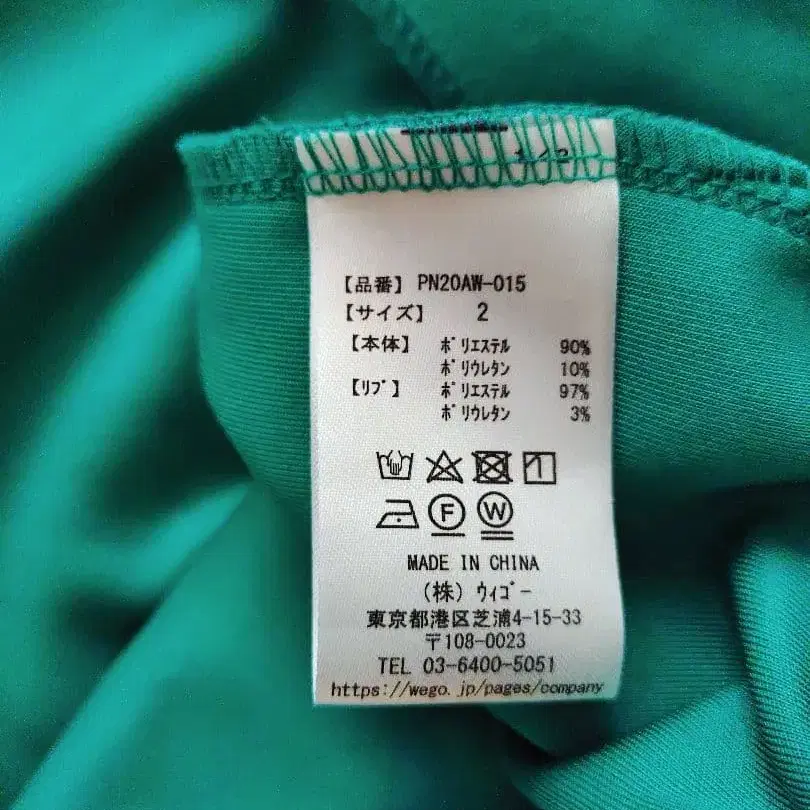 【品番】 PN20AW-015
【サイズ】 2
【本体】 ﾎﾟﾘｴｽﾃﾙ 90%
ﾎﾟﾘｳﾚﾀﾝ 10%
【ﾘﾌﾞ】 ﾎﾟﾘｴｽﾃﾙ 97%
ﾎﾟﾘｳﾚﾀﾝ 3%
F W
MADE IN CHINA
(株) ｳｨｺﾞｰ
東京都港区芝浦4-15-33
〒108-0023
TEL 03-6400-5051
https://wego.jp/pages/company